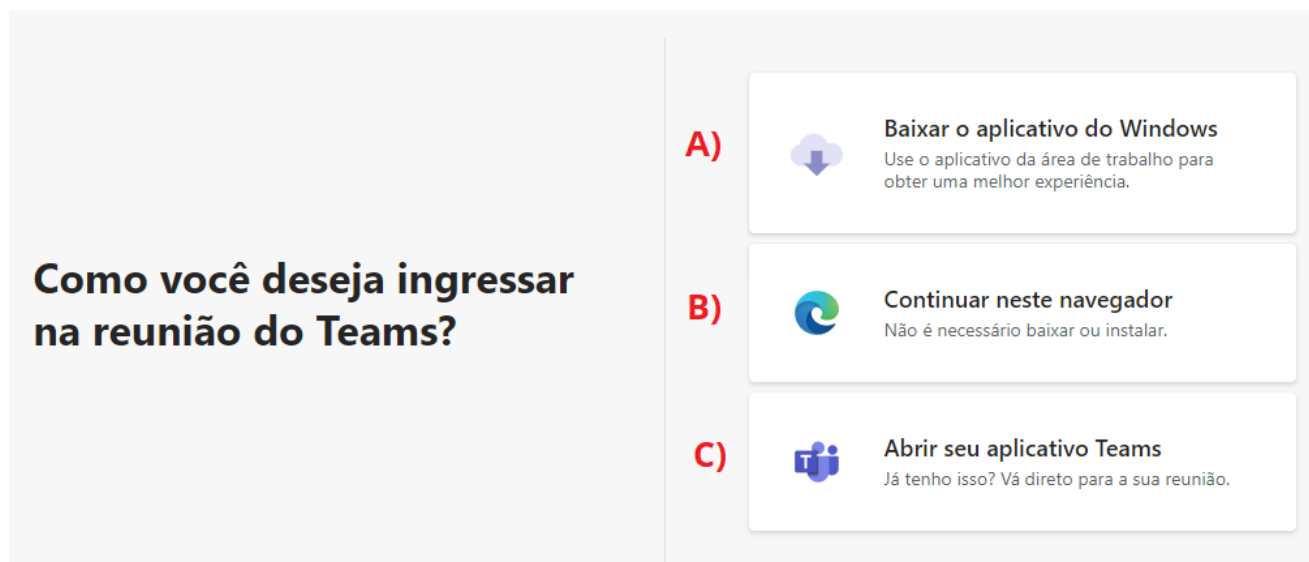 Como você deseja ingressar
na reunião do Teams?
A)
Baixar o aplicativo do Windows
Use o aplicativo da área de trabalho para
obter uma melhor experiência.
B)
Continuar neste navegador
Não é necessário baixar ou instalar.
C)
T
Abrir seu aplicativo Teams
Já tenho isso? Vá direto para a sua reunião.